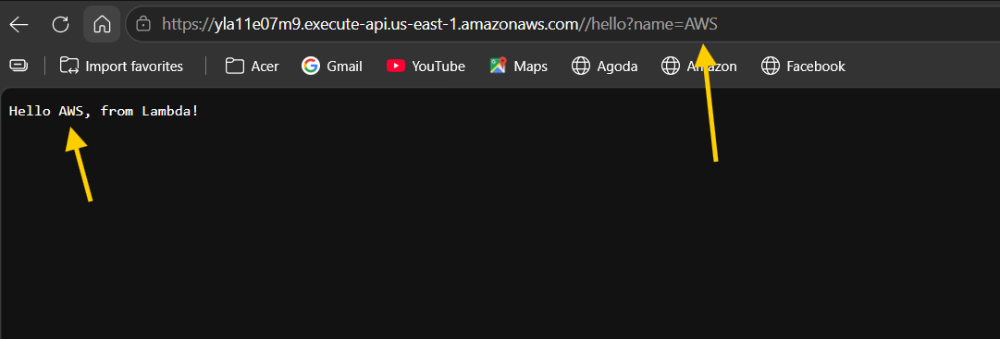 https://yla11e07m9.execute-api.us-east-1.amazonaws.com//hello?name=AWS
Import favorites Acer Gmail YouTube Maps Agoda Amazon Facebook
Hello AWS, from Lambda!